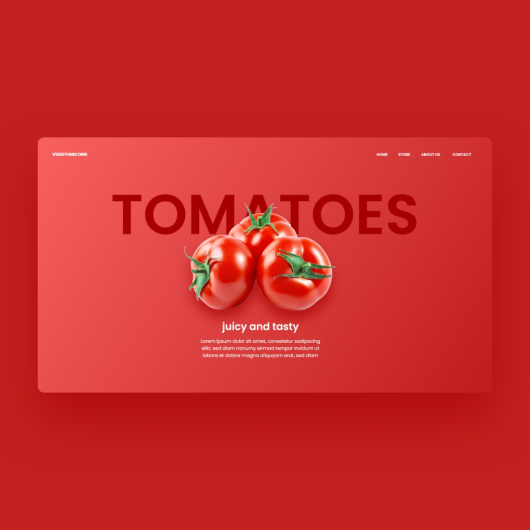 VEGGYUNICORN
HOME STORE ABOUT US CONTACT
TOMATOES
juicy and tasty
Lorem ipsum dolor sit amet, consetetur sadipscing
elitr, sed diam nonumy eirmod tempor invidunt ut
labore et dolore magna aliquyam erat, sed diam